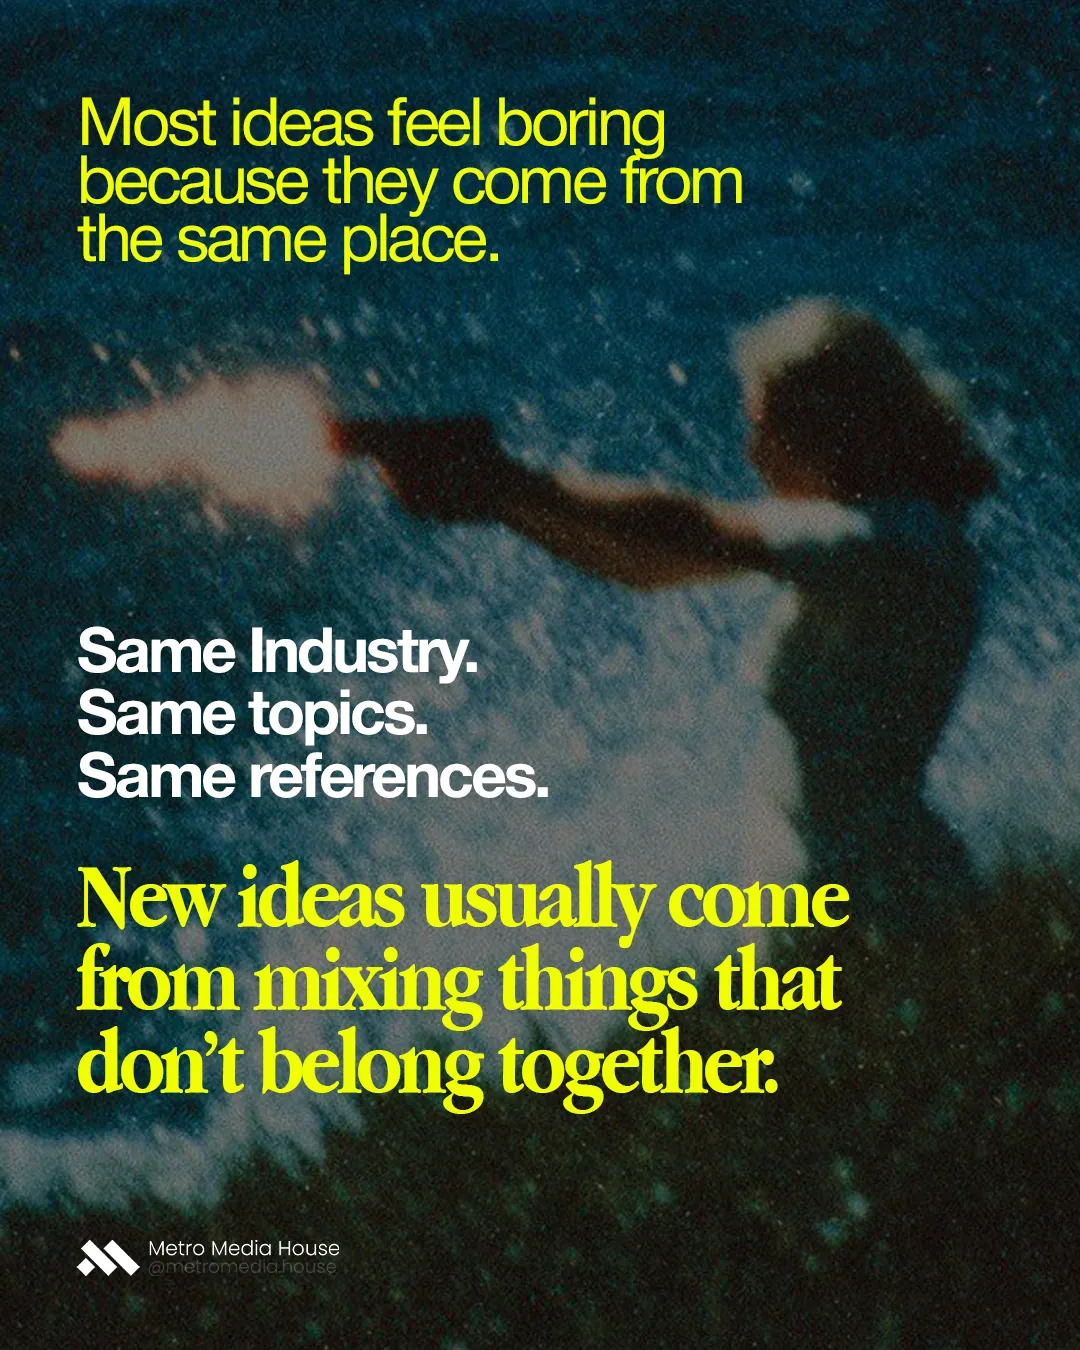 Most ideas feel boring
because they come from
the same place.
Same Industry.
Same topics.
Same references.
New ideas usually come
from mixing things that
don’t belong together.
Metro Media House
@metromedia.house